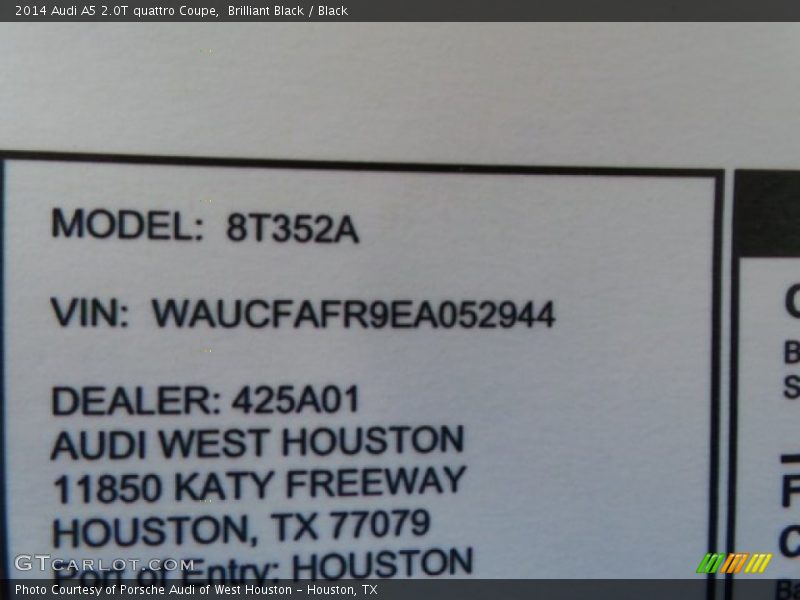 2014 Audi A5 2.0T quattro Coupe,  Brilliant Black / Black
MODEL: 8T352A
VIN: WAUCFAFR9EA052944
DEALER: 425A01
AUDI WEST HOUSTON
11850 KATY FREEWAY
HOUSTON, TX 77079
Port of Entry: HOUSTON
GTcarlot.com
Photo Courtesy of Porsche Audi of West Houston – Houston, TX